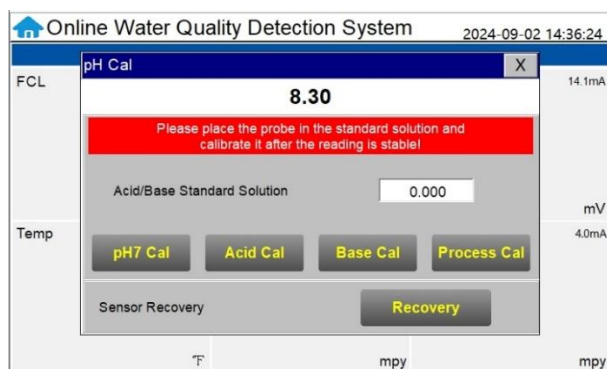 Online Water Quality Detection System
2024-09-02 14:36:24
pH Cal
X
FCL
14.1mA
8.30
Please place the probe in the standard solution and
calibrate it after the reading is stable!
Acid/Base Standard Solution
0.000
mV
Temp
4.0mA
pH7 Cal
Acid Cal
Base Cal
Process Cal
Sensor Recovery
Recovery
℉
mpy
mpy